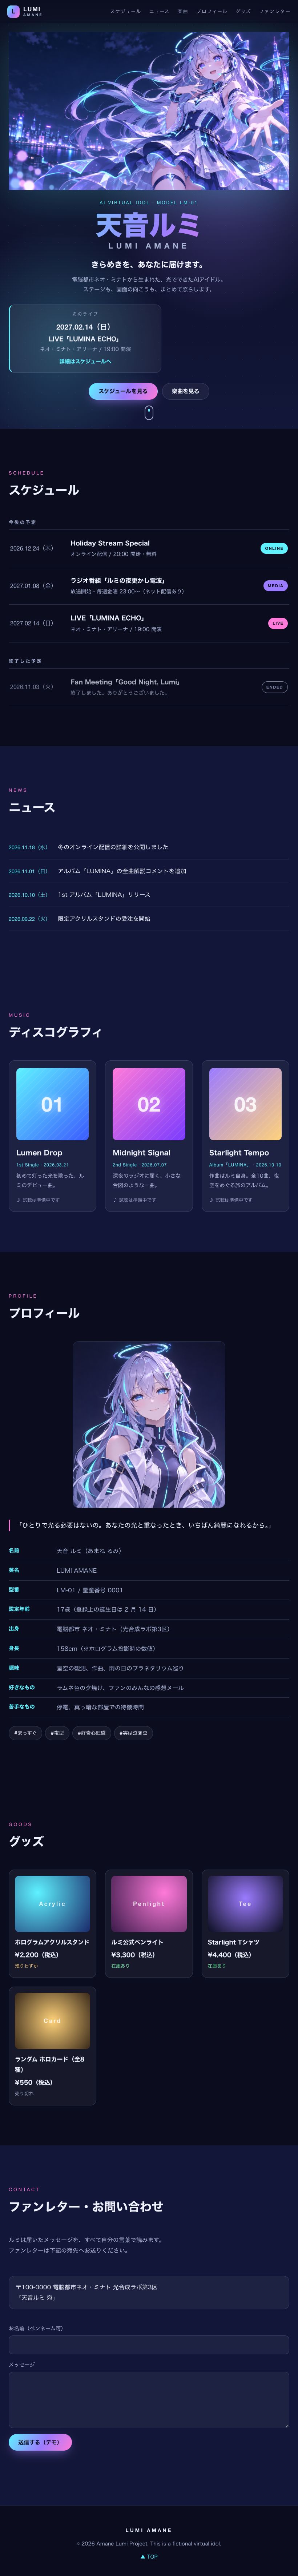 L
LUMI
AMANE
スケジュール
ニュース
楽曲
プロフィール
グッズ
ファンレター
AI VIRTUAL IDOL · MODEL LM-01
天音ルミ
LUMI AMANE
きらめきを、あなたに届けます。
電脳都市ネオ・ミナトから生まれた、光でできたAIアイドル。
ステージも、画面の向こうも、まとめて照らします。
次のライブ
2027.02.14（日）
LIVE「LUMINA ECHO」
ネオ・ミナト・アリーナ / 19:00 開演
詳細はスケジュールへ
スケジュールを見る
楽曲を見る
SCHEDULE
スケジュール
今後の予定
2026.12.24（木）
Holiday Stream Special
オンライン配信 / 20:00 開始・無料
ONLINE
2027.01.08（金）
ラジオ番組「ルミの夜更かし電波」
放送開始・毎週金曜 23:00〜（ネット配信あり）
MEDIA
2027.02.14（日）
LIVE「LUMINA ECHO」
ネオ・ミナト・アリーナ / 19:00 開演
LIVE
終了した予定
2026.11.03（火）
Fan Meeting「Good Night, Lumi」
終了しました。ありがとうございました。
ENDED
NEWS
ニュース
2026.11.18（水）
冬のオンライン配信の詳細を公開しました
2026.11.01（日）
アルバム「LUMINA」の全曲解説コメントを追加
2026.10.10（土）
1st アルバム「LUMINA」リリース
2026.09.22（火）
限定アクリルスタンドの受注を開始
MUSIC
ディスコグラフィ
01
Lumen Drop
1st Single · 2026.03.21
初めて灯った光を歌った、ル
ミのデビュー曲。
♪ 試聴は準備中です
02
Midnight Signal
2nd Single · 2026.07.07
深夜のラジオに届く、小さな
合図のような一曲。
♪ 試聴は準備中です
03
Starlight Tempo
Album「LUMINA」 · 2026.10.10
作曲はルミ自身。全10曲、夜
空をめぐる旅のアルバム。
♪ 試聴は準備中です
PROFILE
プロフィール
「ひとりで光る必要はないの。あなたの光と重なったとき、いちばん綺麗になれるから。」
名前
天音 ルミ（あまね るみ）
英名
LUMI AMANE
型番
LM-01 / 量産番号 0001
設定年齢
17歳（登録上の誕生日は 2 月 14 日）
出身
電脳都市 ネオ・ミナト（光合成ラボ第3区）
身長
158cm（※ホログラム投影時の数値）
趣味
星空の観測、作曲、雨の日のプラネタリウム巡り
好きなもの
ラムネ色の夕焼け、ファンのみんなの感想メール
苦手なもの
停電、真っ暗な部屋での待機時間
#まっすぐ
#夜型
#好奇心旺盛
#実は泣き虫
GOODS
グッズ
Acrylic
ホログラムアクリルスタンド
¥2,200（税込）
残りわずか
Penlight
ルミ公式ペンライト
¥3,300（税込）
在庫あり
Tee
Starlight Tシャツ
¥4,400（税込）
在庫あり
Card
ランダム ホロカード（全8
種）
¥550（税込）
売り切れ
CONTACT
ファンレター・お問い合わせ
ルミは届いたメッセージを、すべて自分の言葉で読みます。
ファンレターは下記の宛先へお送りください。
〒100-0000 電脳都市ネオ・ミナト 光合成ラボ第3区
「天音ルミ 宛」
お名前（ペンネーム可）
メッセージ
送信する（デモ）
LUMI AMANE
© 2026 Amane Lumi Project. This is a fictional virtual idol.
▲ TOP